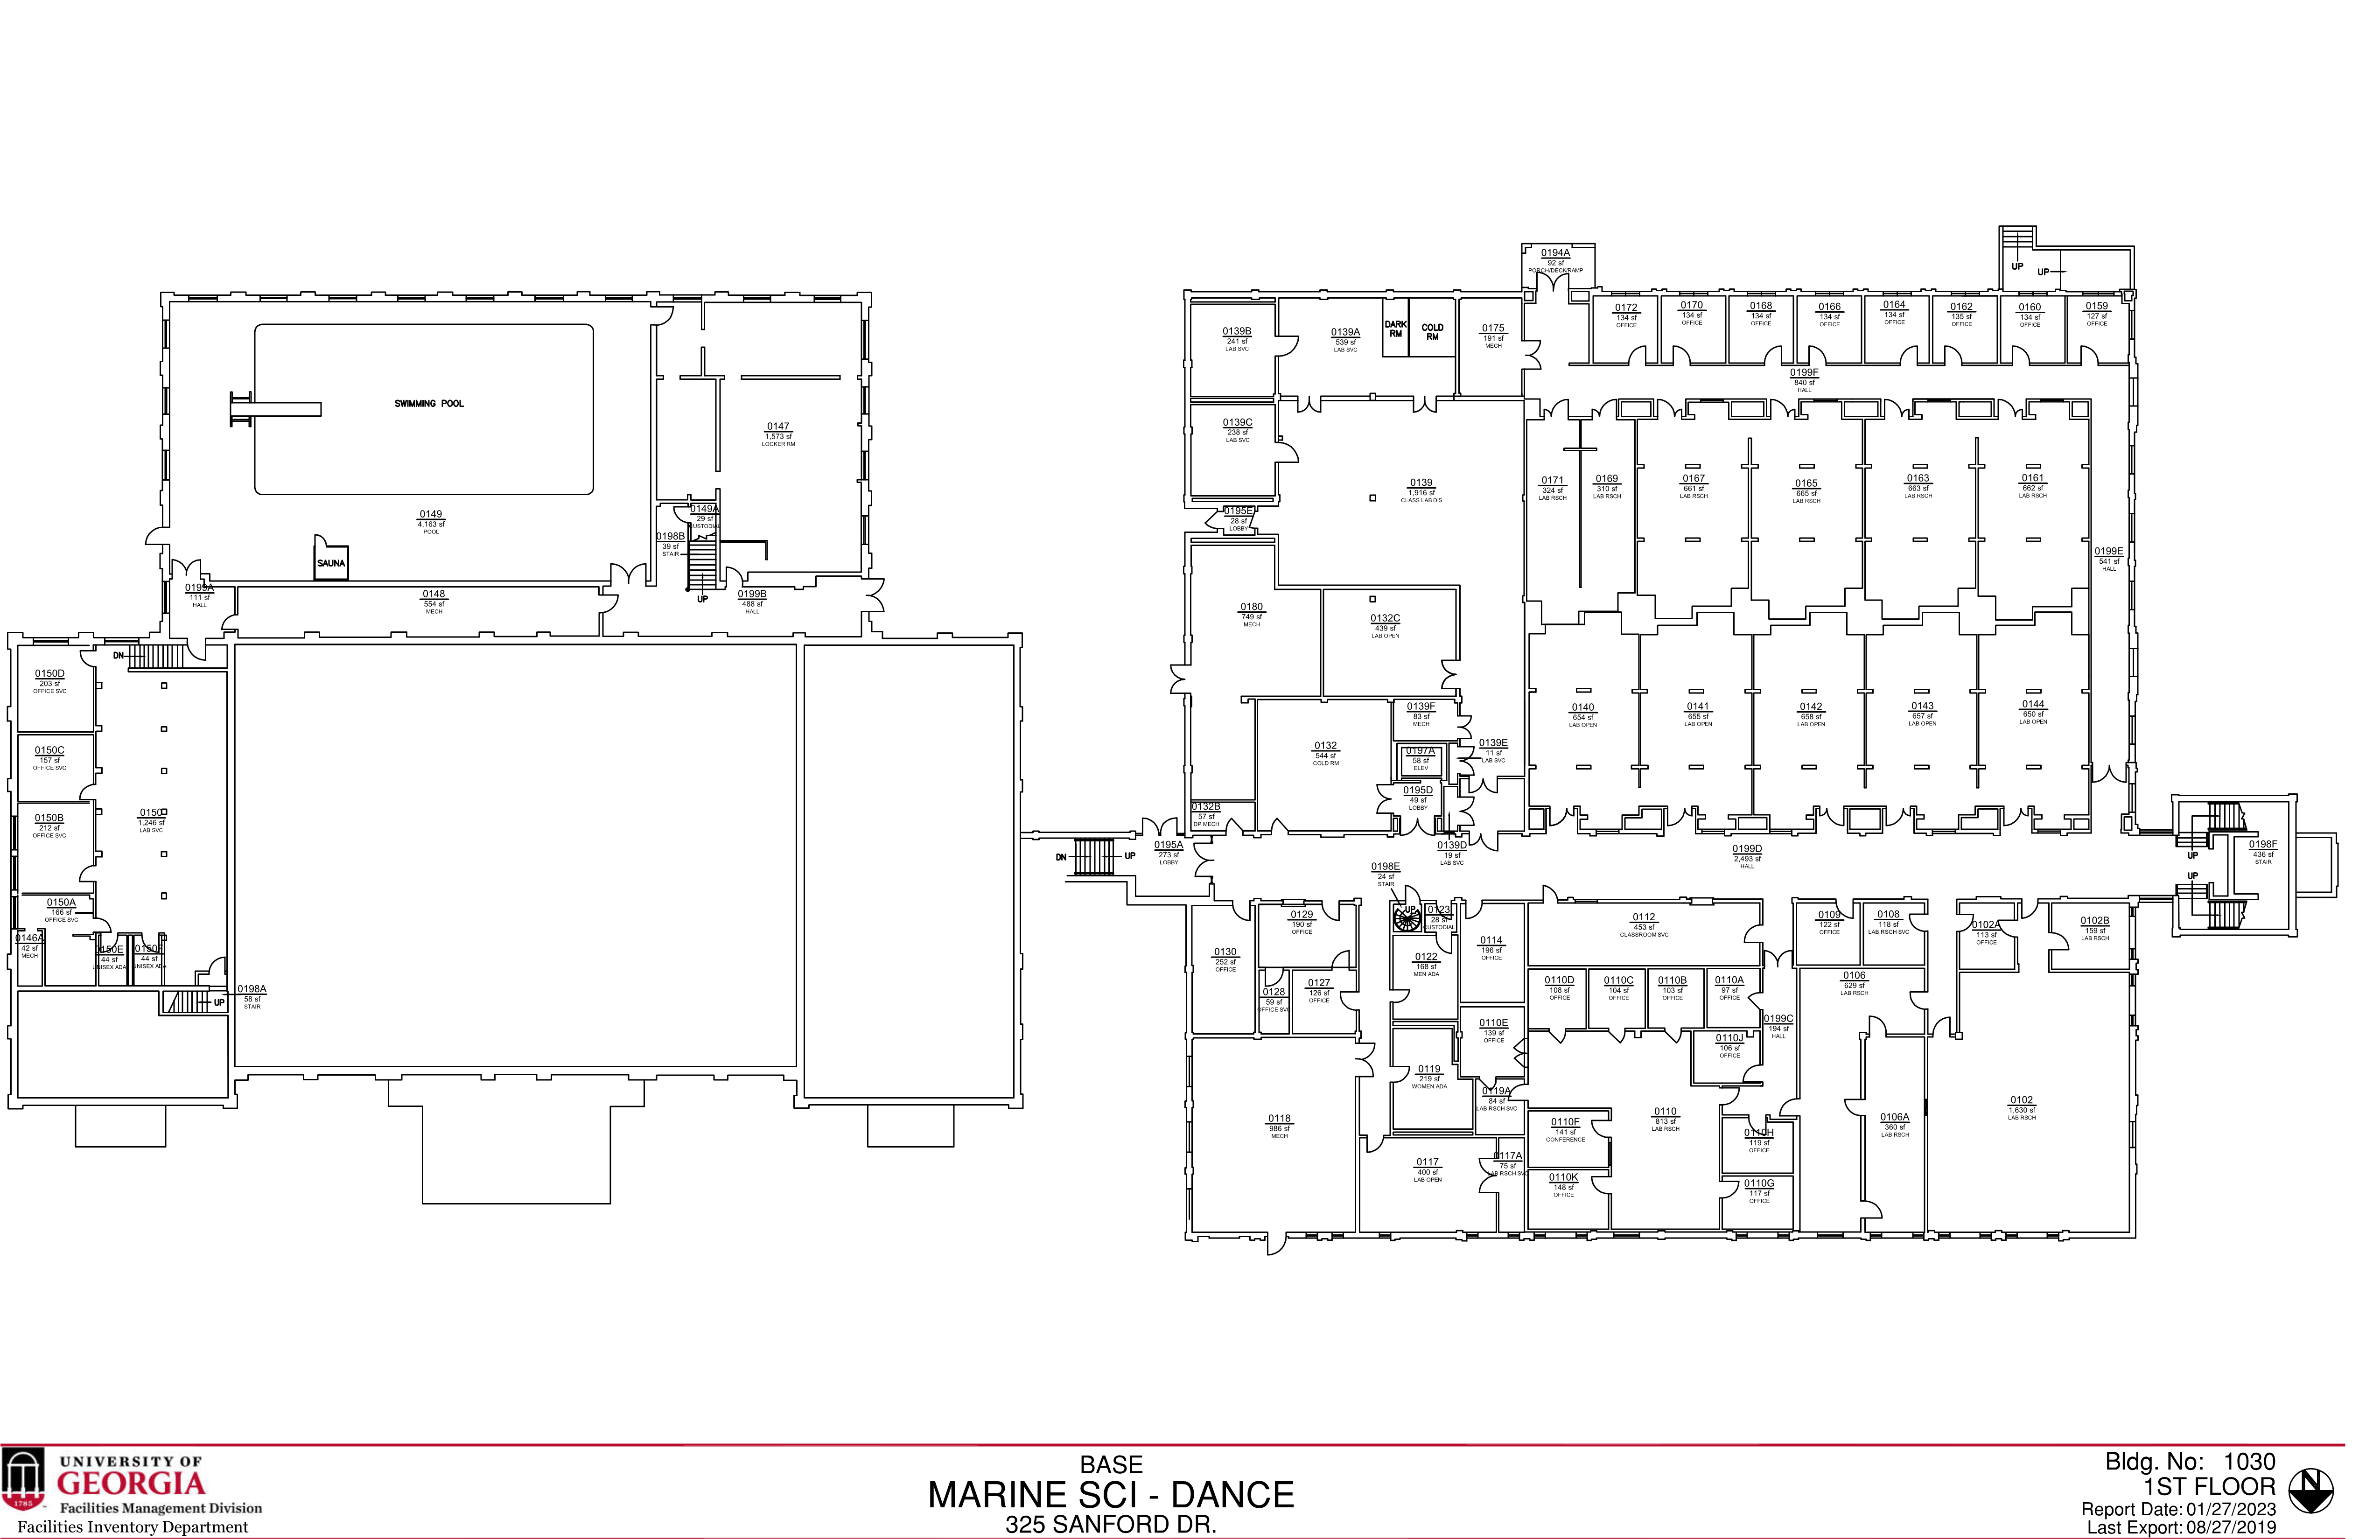 0194A
92 sf
PORCH/DECK/RAMP
UP
UP
0172
134 sf
OFFICE
0170
134 sf
OFFICE
0168
134 sf
OFFICE
0166
134 sf
OFFICE
0164
134 sf
OFFICE
0162
135 sf
OFFICE
0160
134 sf
OFFICE
0159
127 sf
OFFICE
0139B
241 sf
LAB SVC
0139A
539 sf
LAB SVC
DARK
RM
COLD
RM
0175
191 sf
MECH
0199F
840 sf
HALL
SWIMMING POOL
0147
1,573 sf
LOCKER RM
0149
4,163 sf
POOL
SAUNA
0149A
29 sf
CUSTODIAL
0198B
39 sf
STAIR
UP
0199A
111 sf
HALL
0148
554 sf
MECH
0199B
488 sf
HALL
0139C
238 sf
LAB SVC
0139
1,916 sf
CLASS LAB DIS
0195E
28 sf
LOBBY
0171
324 sf
LAB RSCH
0169
310 sf
LAB RSCH
0167
661 sf
LAB RSCH
0165
665 sf
LAB RSCH
0163
663 sf
LAB RSCH
0161
662 sf
LAB RSCH
0199E
541 sf
HALL
0180
749 sf
MECH
0132C
439 sf
LAB OPEN
DN
0150D
203 sf
OFFICE SVC
0150C
157 sf
OFFICE SVC
0150B
212 sf
OFFICE SVC
0150
1,246 sf
LAB SVC
0150A
166 sf
OFFICE SVC
0146A
42 sf
MECH
0150E
44 sf
UNISEX ADA
0150F
44 sf
UNISEX ADA
UP
0198A
58 sf
STAIR
0139F
83 sf
MECH
0132
544 sf
COLD RM
0197A
58 sf
ELEV
0139E
11 sf
LAB SVC
0195D
49 sf
LOBBY
0132B
57 sf
DP MECH
0140
654 sf
LAB OPEN
0141
655 sf
LAB OPEN
0142
658 sf
LAB OPEN
0143
657 sf
LAB OPEN
0144
650 sf
LAB OPEN
DN
UP
0195A
273 sf
LOBBY
0139D
19 sf
LAB SVC
0198E
24 sf
STAIR
0199D
2,493 sf
HALL
UP
UP
0198F
436 sf
STAIR
0130
252 sf
OFFICE
0129
190 sf
OFFICE
0128
59 sf
OFFICE SVC
0127
126 sf
OFFICE
UP
0123
28 sf
CUSTODIAL
0122
168 sf
MEN ADA
0114
196 sf
OFFICE
0112
453 sf
CLASSROOM SVC
0109
122 sf
OFFICE
0108
118 sf
LAB RSCH SVC
0102A
113 sf
OFFICE
0102B
159 sf
LAB RSCH
0110D
108 sf
OFFICE
0110C
104 sf
OFFICE
0110B
103 sf
OFFICE
0110A
97 sf
OFFICE
0106
629 sf
LAB RSCH
0199C
194 sf
HALL
0110E
139 sf
OFFICE
0110J
106 sf
OFFICE
0119
219 sf
WOMEN ADA
0119A
84 sf
LAB RSCH SVC
0118
986 sf
MECH
0110F
141 sf
CONFERENCE
0110
813 sf
LAB RSCH
0110H
119 sf
OFFICE
0106A
360 sf
LAB RSCH
0102
1,630 sf
LAB RSCH
0117
400 sf
LAB OPEN
0117A
75 sf
LAB RSCH SVC
0110K
148 sf
OFFICE
0110G
117 sf
OFFICE
1785
UNIVERSITY OF
GEORGIA
Facilities Management Division
Facilities Inventory Department
BASE
MARINE SCI - DANCE
325 SANFORD DR.
Bldg. No: 1030
1ST FLOOR
Report Date: 01/27/2023
Last Export: 08/27/2019
N